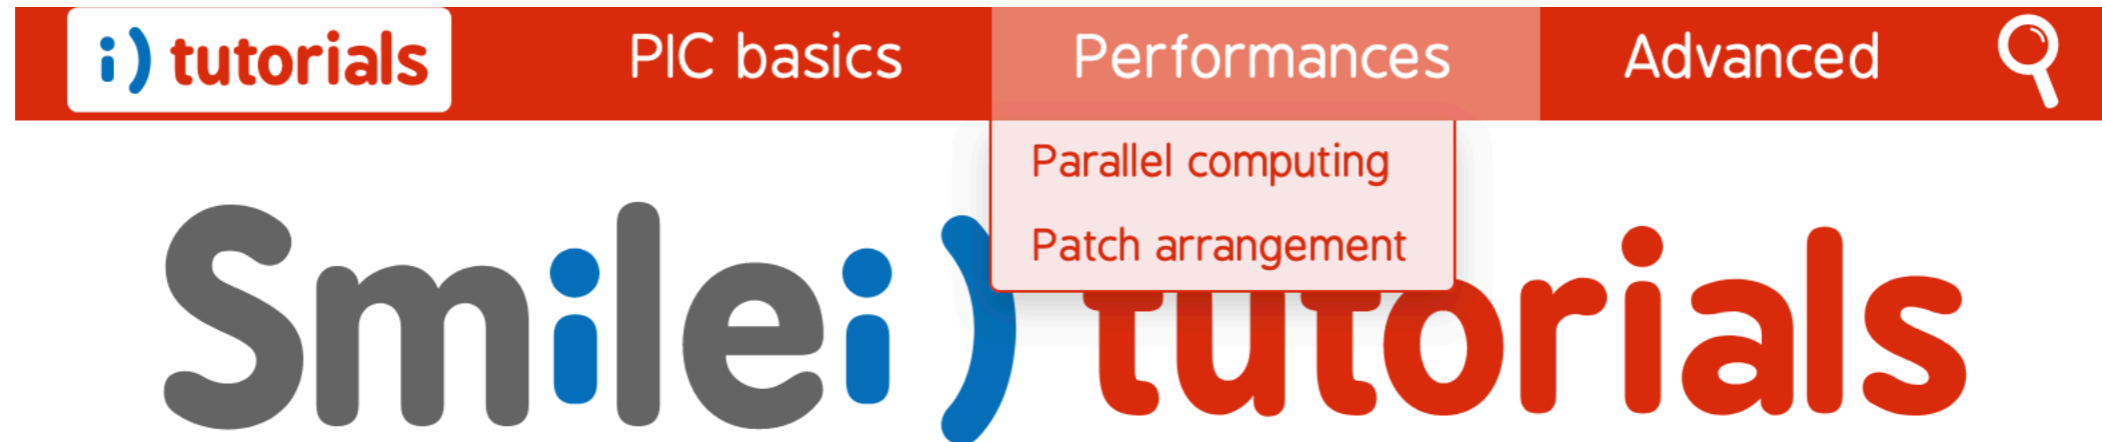 i) tutorials PIC basics Performances Advanced
Parallel computing
Patch arrangement
Smilei) tutorials